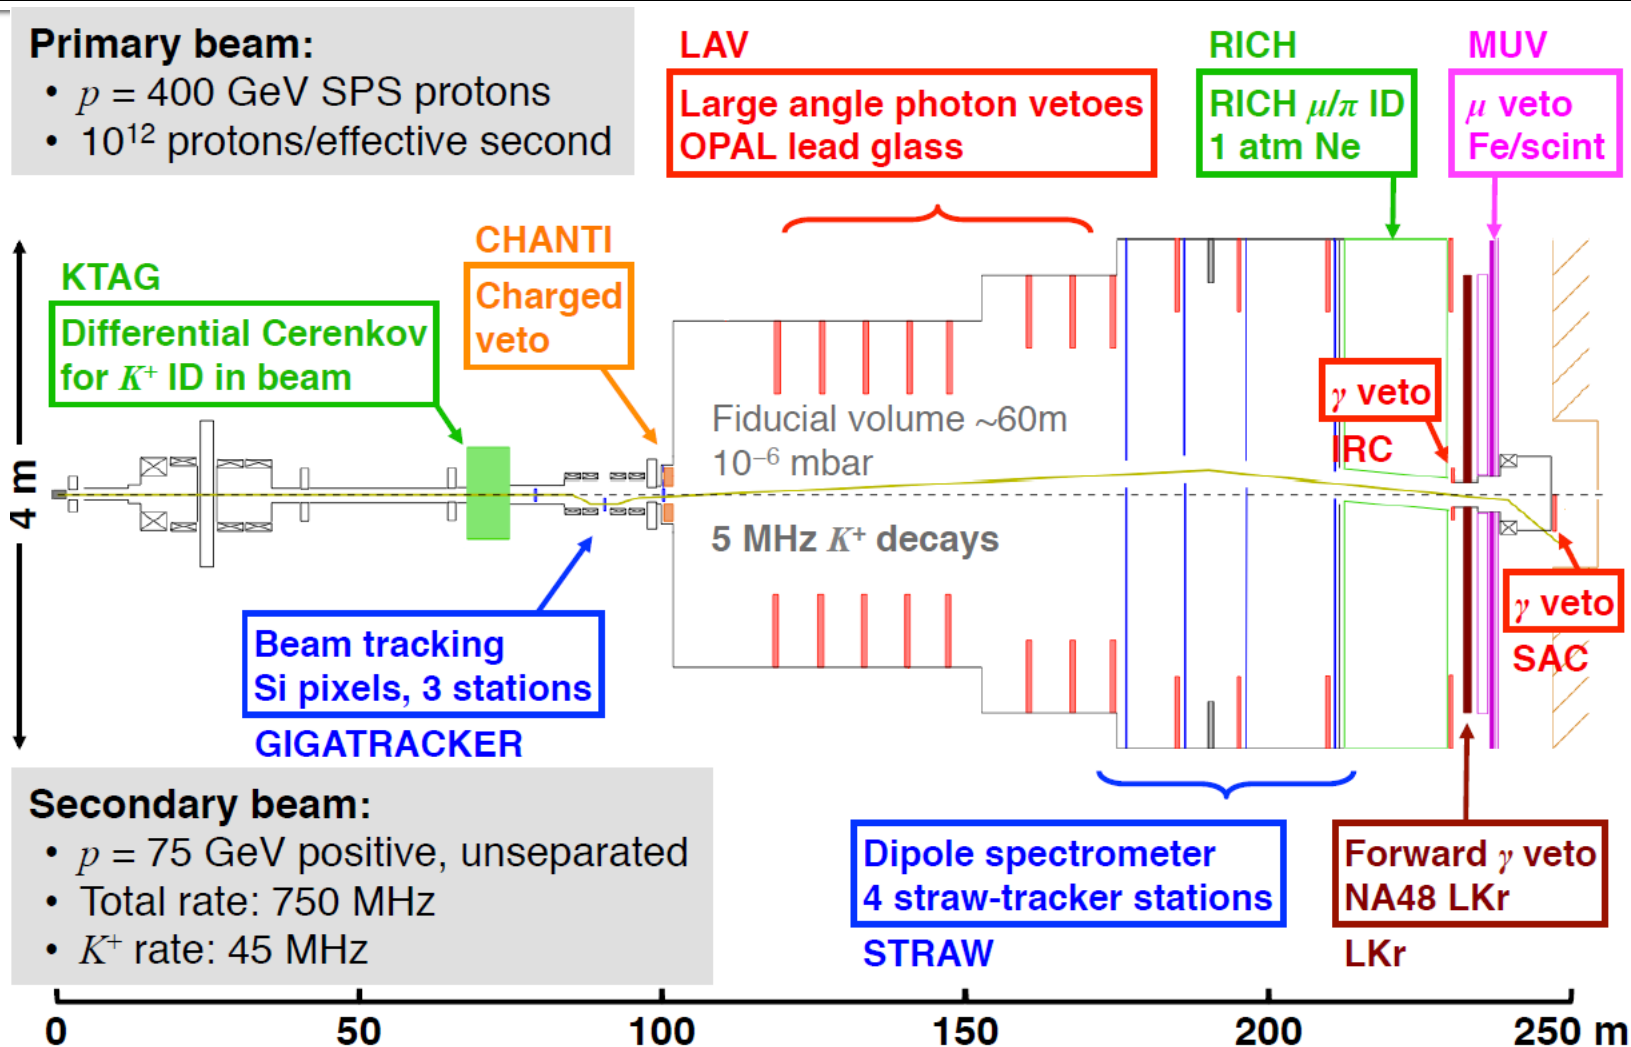 Primary beam:
• p = 400 GeV SPS protons
• 10¹² protons/effective second
LAV
Large angle photon vetoes
OPAL lead glass
RICH
RICH μ/π ID
1 atm Ne
MUV
μ veto
Fe/scint
CHANTI
Charged
veto
KTAG
Differential Cerenkov
for K⁺ ID in beam
4 m
Fiducial volume ~60m
10⁻⁶ mbar
5 MHz K⁺ decays
γ veto
IRC
γ veto
SAC
Beam tracking
Si pixels, 3 stations
GIGATRACKER
Secondary beam:
• p = 75 GeV positive, unseparated
• Total rate: 750 MHz
• K⁺ rate: 45 MHz
Dipole spectrometer
4 straw-tracker stations
STRAW
Forward γ veto
NA48 LKr
LKr
0 50 100 150 200 250 m